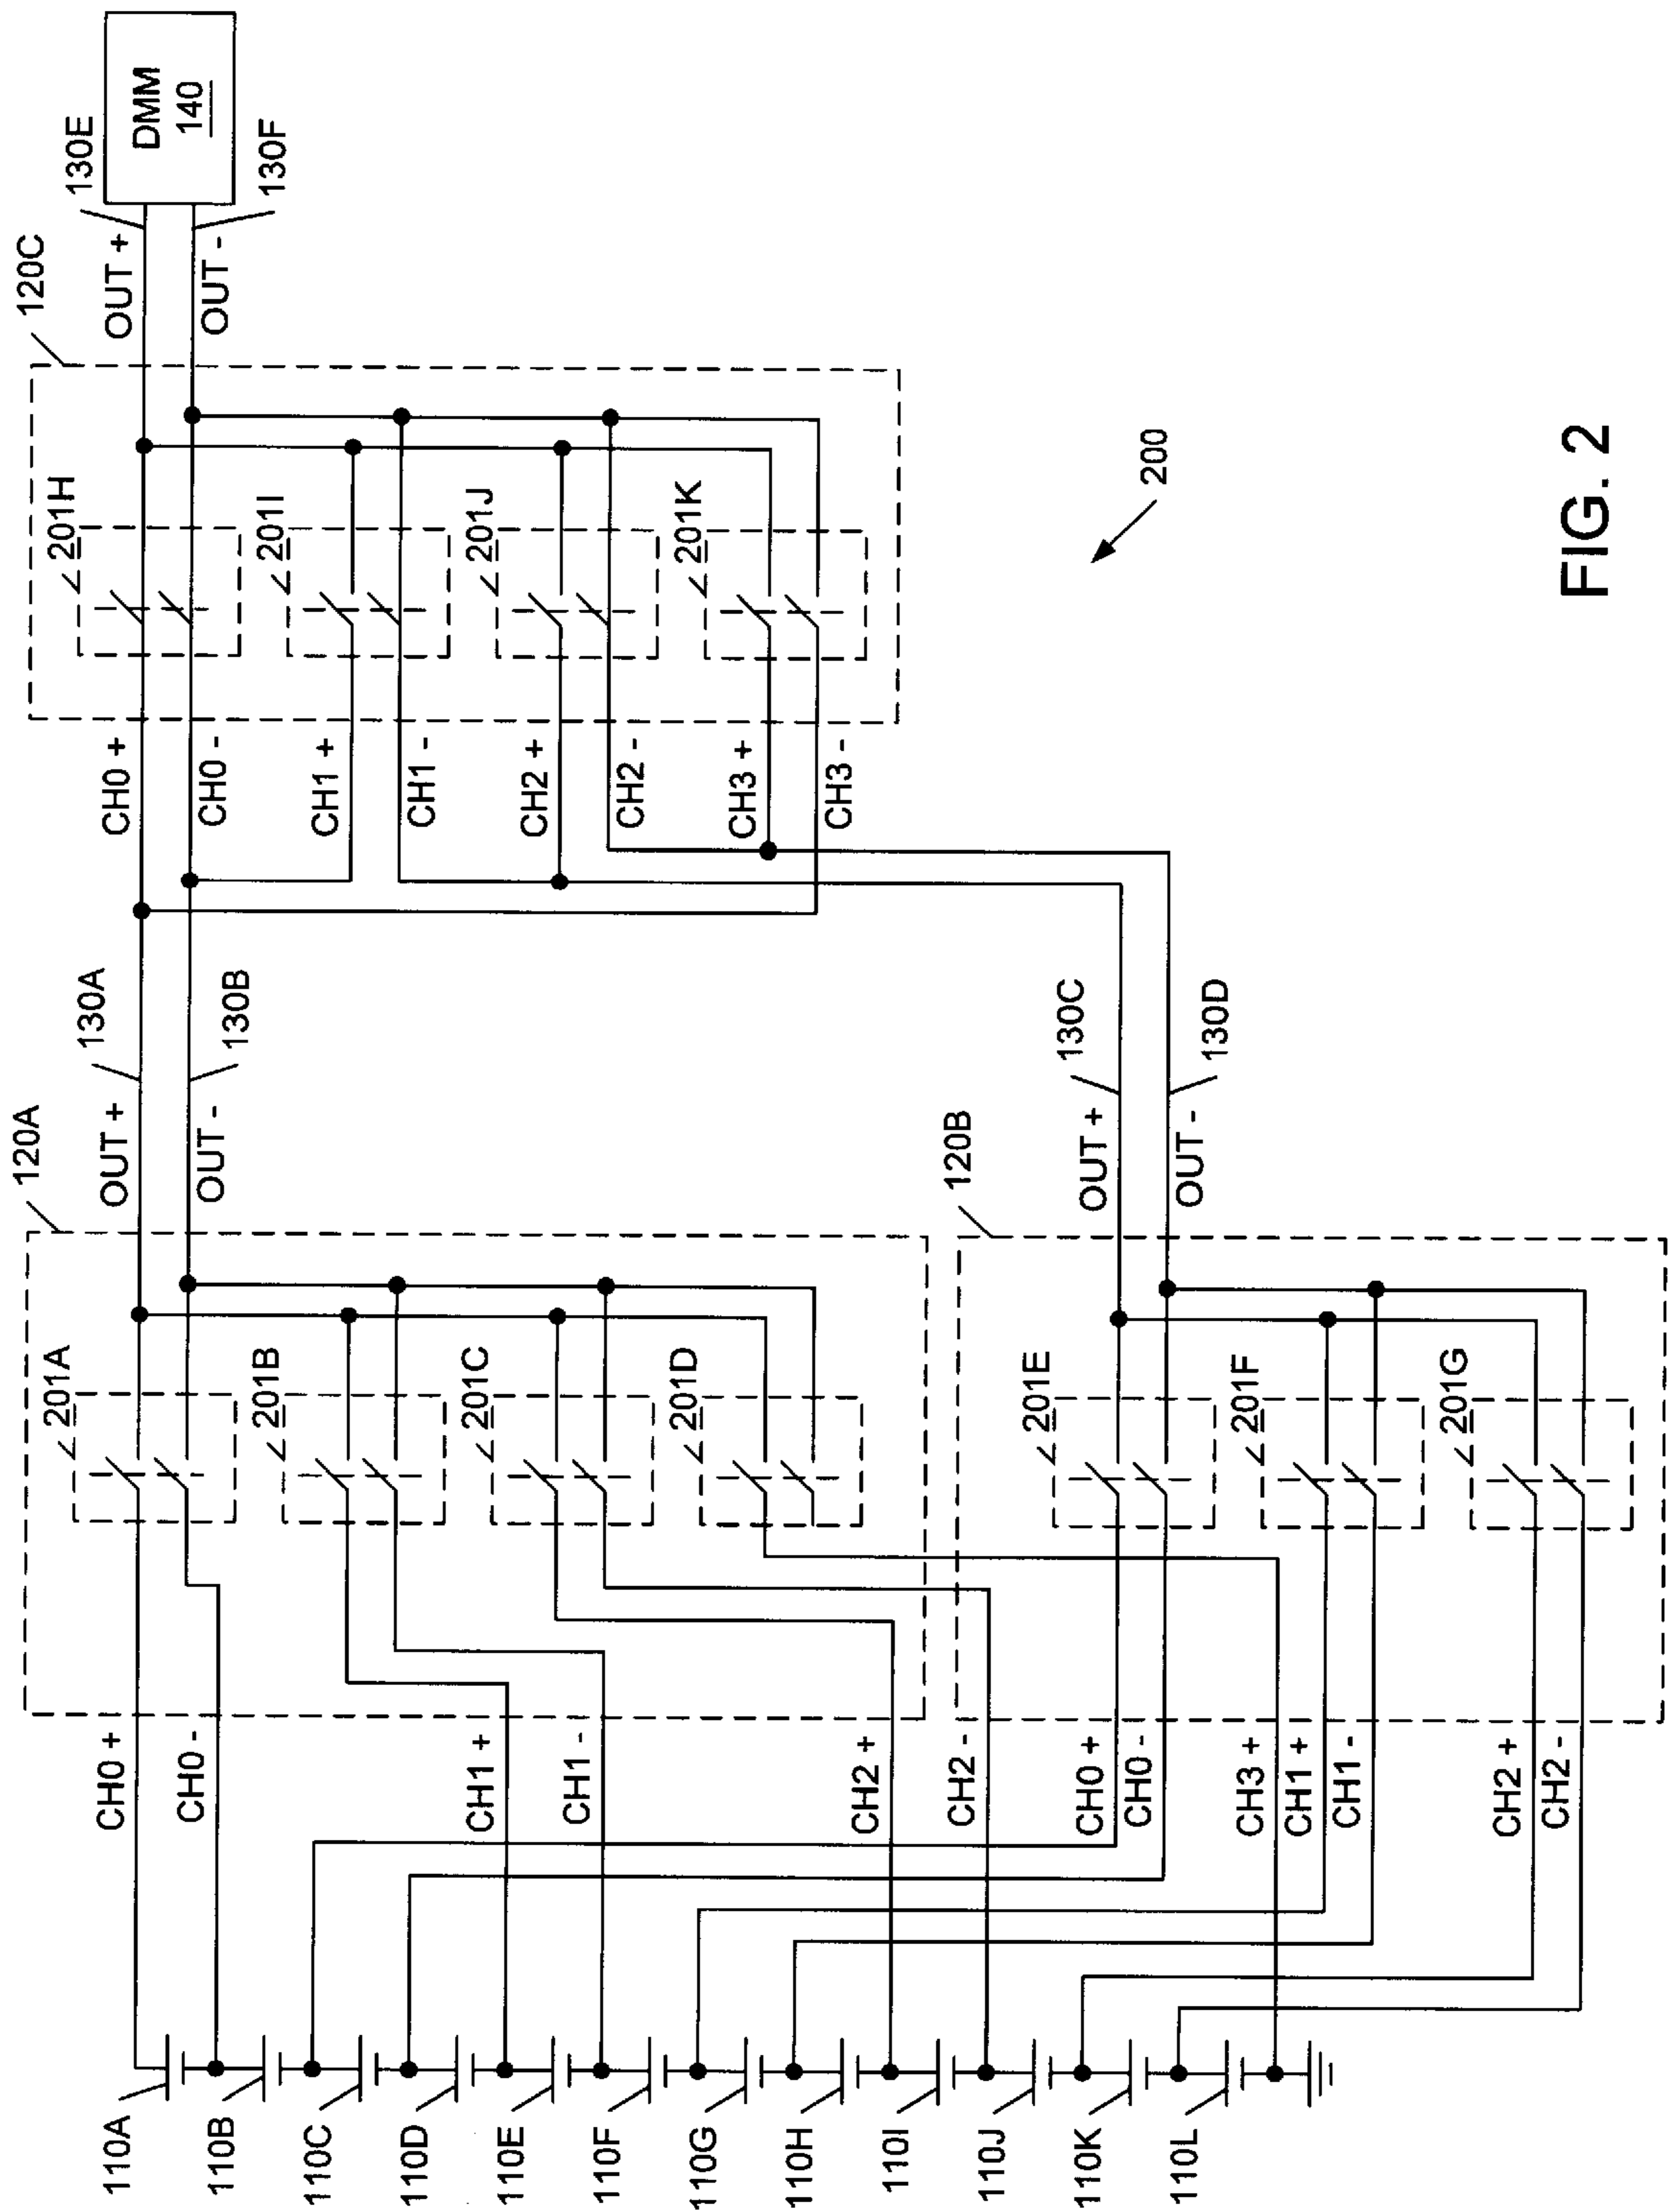 DMM
140
130E
130F
120C
OUT +
OUT -
201H
201I
201J
201K
CH0 +
CH0 -
CH1 +
CH1 -
CH2 +
CH2 -
CH3 +
CH3 -
200
FIG. 2
130A
130B
130C
130D
120A
OUT +
OUT -
120B
OUT +
OUT -
201A
201B
201C
201D
201E
201F
201G
CH0 +
CH0 -
CH1 +
CH1 -
CH2 +
CH2 -
CH0 +
CH0 -
CH3 +
CH1 +
CH1 -
CH2 +
CH2 -
110A
110B
110C
110D
110E
110F
110G
110H
110I
110J
110K
110L